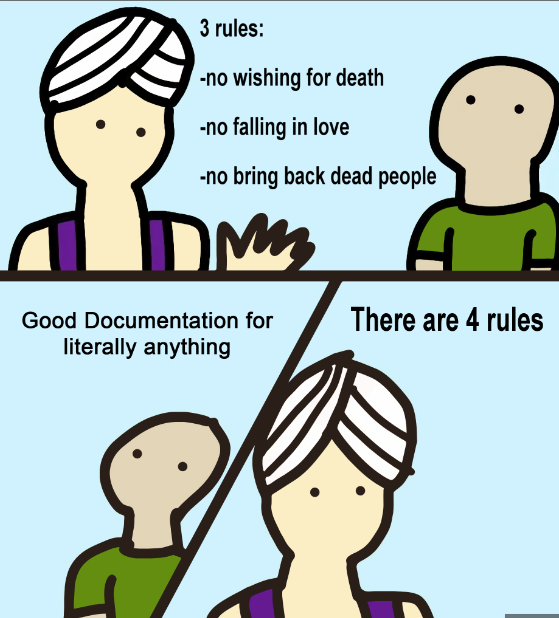 3 rules:
-no wishing for death
-no falling in love
-no bring back dead people
Good Documentation for
literally anything
There are 4 rules